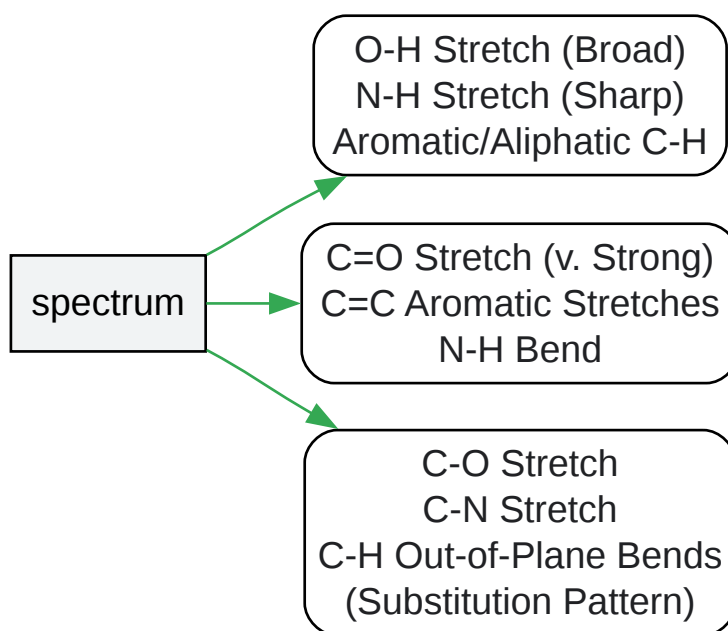 O-H Stretch (Broad)
N-H Stretch (Sharp)
Aromatic/Aliphatic C-H
spectrum
C=O Stretch (v. Strong)
C=C Aromatic Stretches
N-H Bend
C-O Stretch
C-N Stretch
C-H Out-of-Plane Bends
(Substitution Pattern)